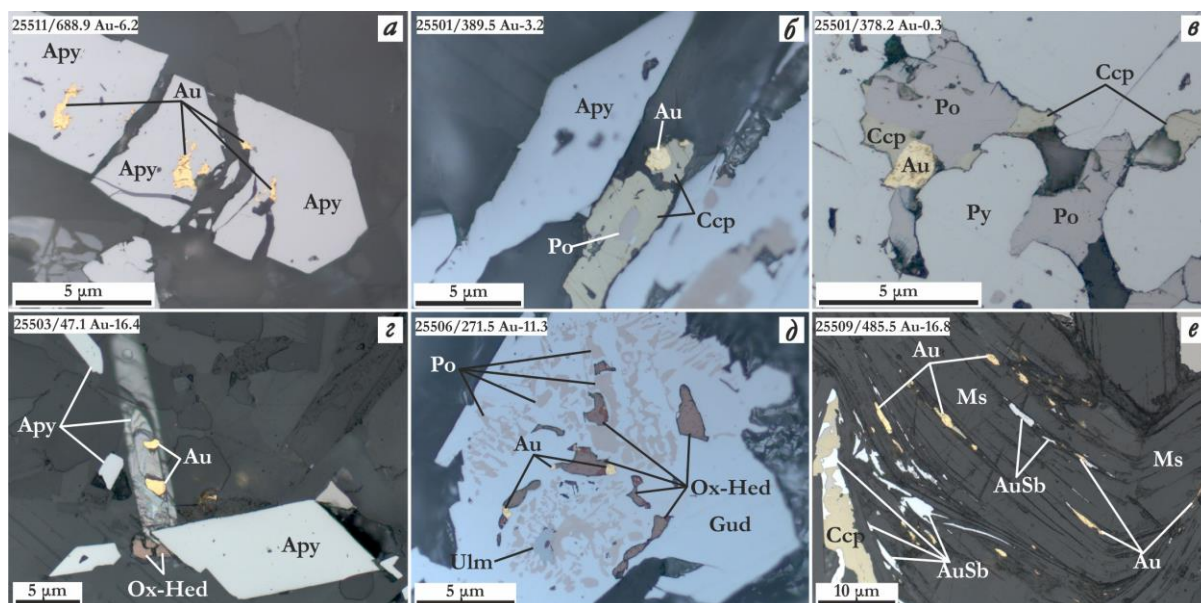 25511/688.9 Au-6.2
а
Apy
Au
Apy
Apy
5 µm
25501/389.5 Au-3.2
б
Apy
Au
Ccp
Po
5 µm
25501/378.2 Au-0.3
в
Ccp
Po
Ccp
Au
Py
Po
5 µm
25503/47.1 Au-16.4
г
Apy
Au
Apy
Ox-Hed
5 µm
25506/271.5 Au-11.3
д
Po
Au
Ox-Hed
Gud
Ulm
5 µm
25509/485.5 Au-16.8
е
Au
Ms
Ms
AuSb
Ccp
AuSb
Au
10 µm